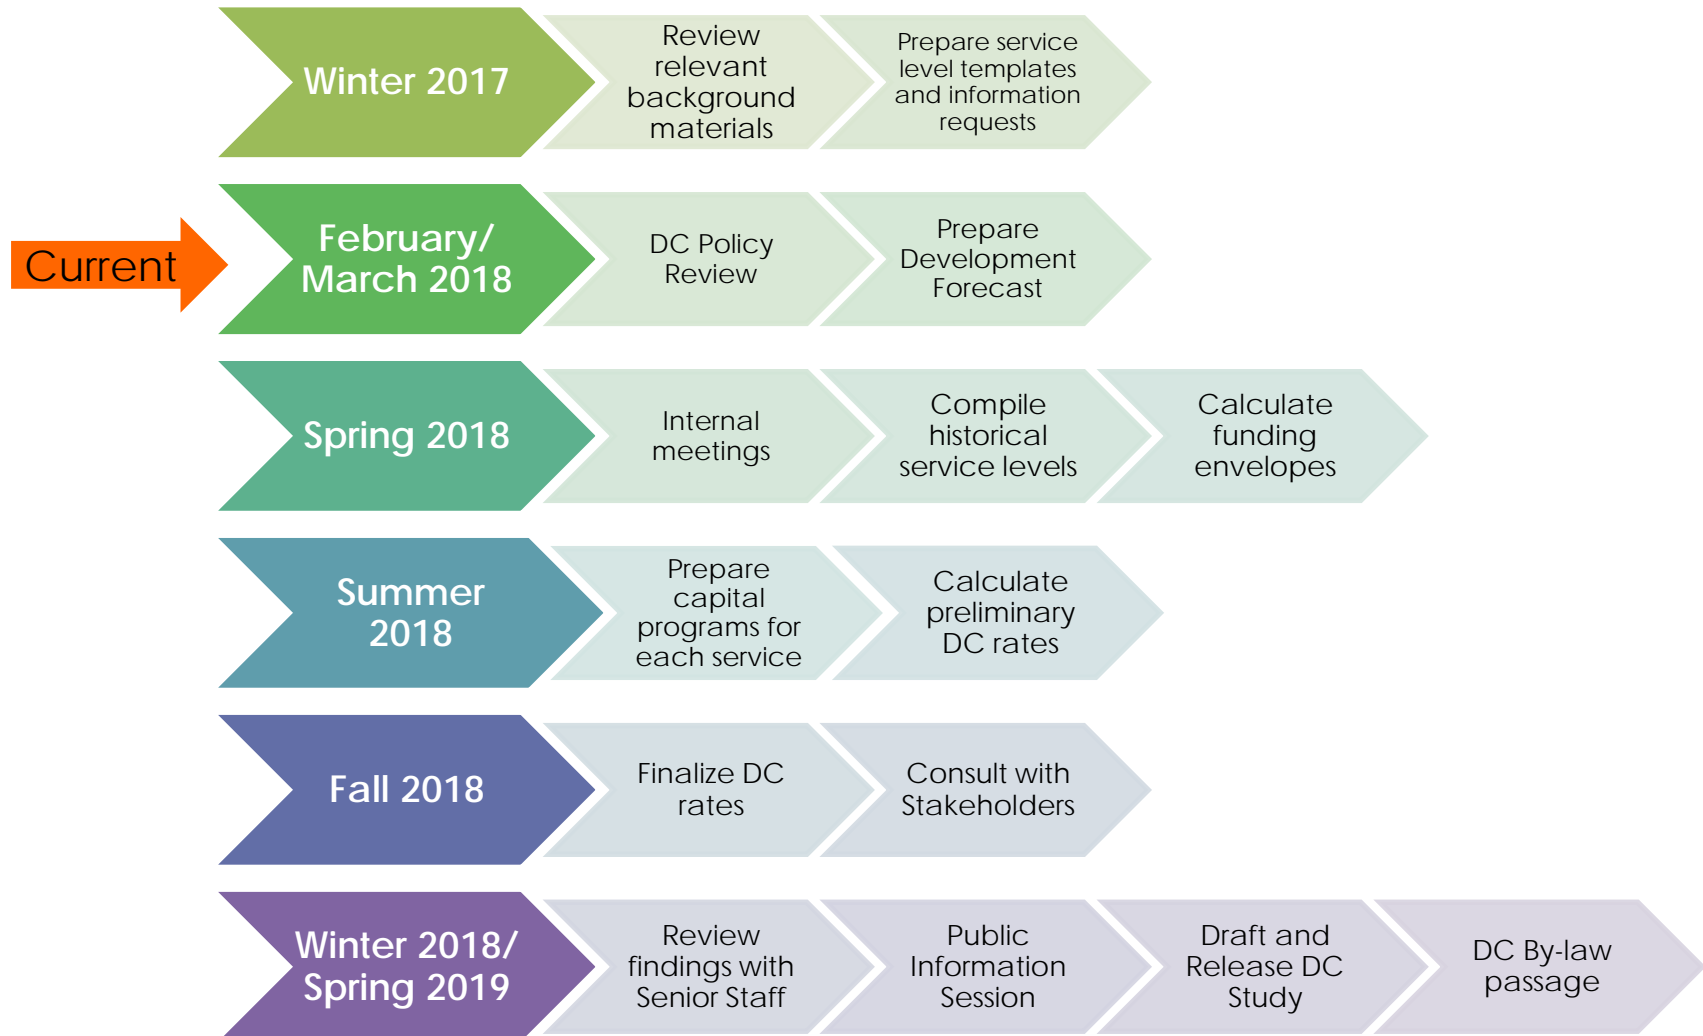 Winter 2017
Review
relevant
background
materials
Prepare service
level templates
and information
requests
Current
February/
March 2018
DC Policy
Review
Prepare
Development
Forecast
Spring 2018
Internal
meetings
Compile
historical
service levels
Calculate
funding
envelopes
Summer
2018
Prepare
capital
programs for
each service
Calculate
preliminary
DC rates
Fall 2018
Finalize DC
rates
Consult with
Stakeholders
Winter 2018/
Spring 2019
Review
findings with
Senior Staff
Public
Information
Session
Draft and
Release DC
Study
DC By-law
passage